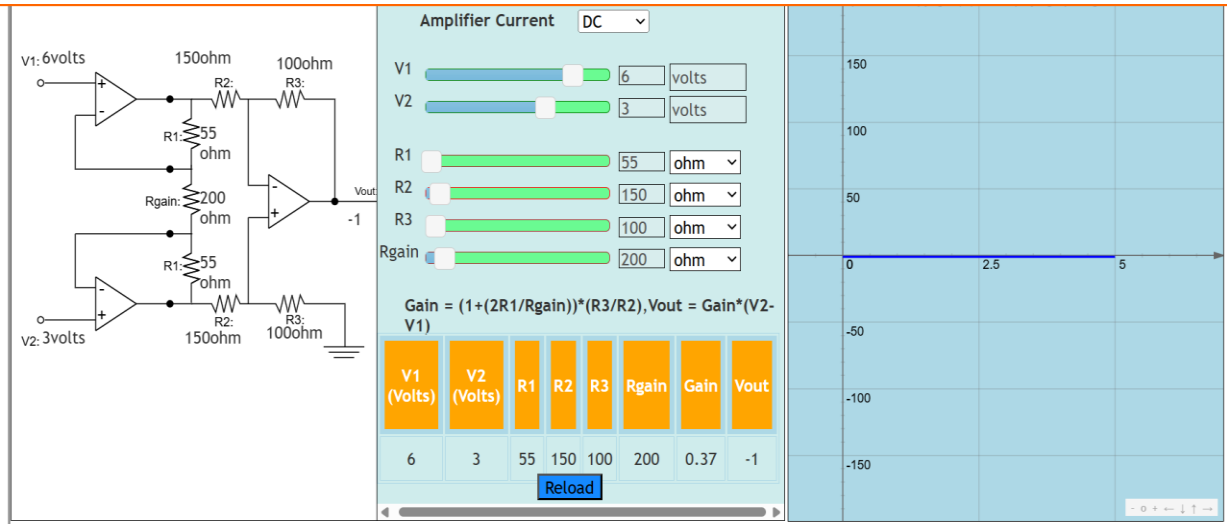 V1: 6volts
150ohm
100ohm
R2:
R3:
+
-
R1: 55
ohm
Rgain: 200
ohm
-
+
Vout
-1
R1: 55
ohm
-
+
R2:
R3:
150ohm
100ohm
V2: 3volts
Amplifier Current DC
V1 6 volts
V2 3 volts
R1 55 ohm
R2 150 ohm
R3 100 ohm
Rgain 200 ohm
Gain = (1+(2R1/Rgain))*(R3/R2),Vout = Gain*(V2-
V1)
V1 (Volts) V2 (Volts) R1 R2 R3 Rgain Gain Vout
6 3 55 150 100 200 0.37 -1
Reload
150
100
50
0 2.5 5
-50
-100
-150
- o + ← ↓ ↑ →